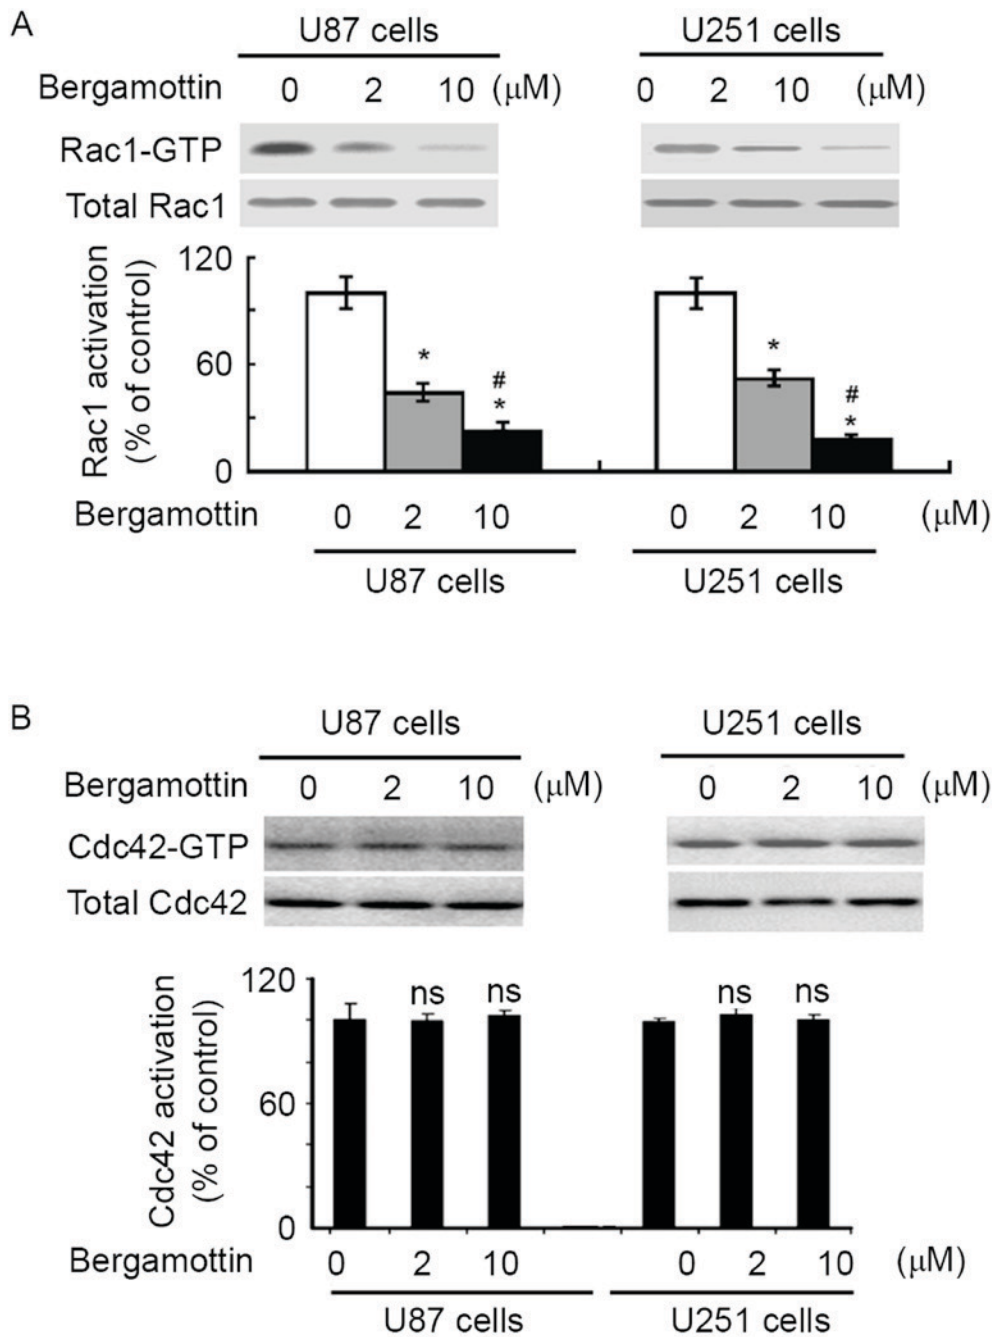 A
U87 cells
U251 cells
Bergamottin 0 2 10 (μM) 0 2 10 (μM)
Rac1-GTP
Total Rac1
Rac1 activation
(% of control)
120
60
0
*
#
*
*
#
*
Bergamottin 0 2 10 0 2 10 (μM)
U87 cells
U251 cells
B
U87 cells
U251 cells
Bergamottin 0 2 10 (μM) 0 2 10 (μM)
Cdc42-GTP
Total Cdc42
Cdc42 activation
(% of control)
120
60
0
ns ns ns ns
Bergamottin 0 2 10 0 2 10 (μM)
U87 cells
U251 cells